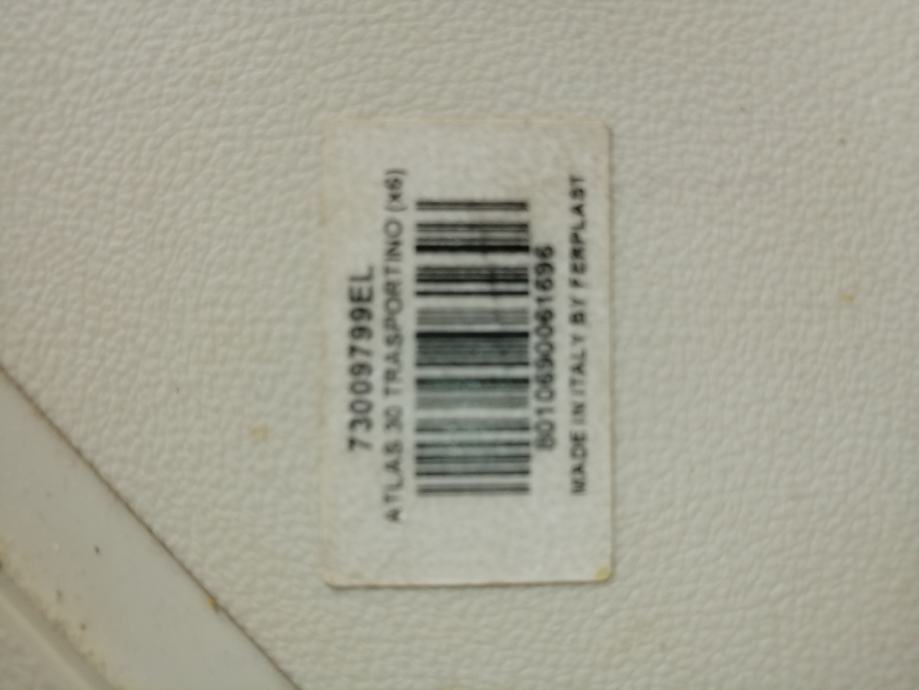 73009799EL
ATLAS 30 TRASPORTINO (x6)
8010690061696
MADE IN ITALY BY FERPLAST